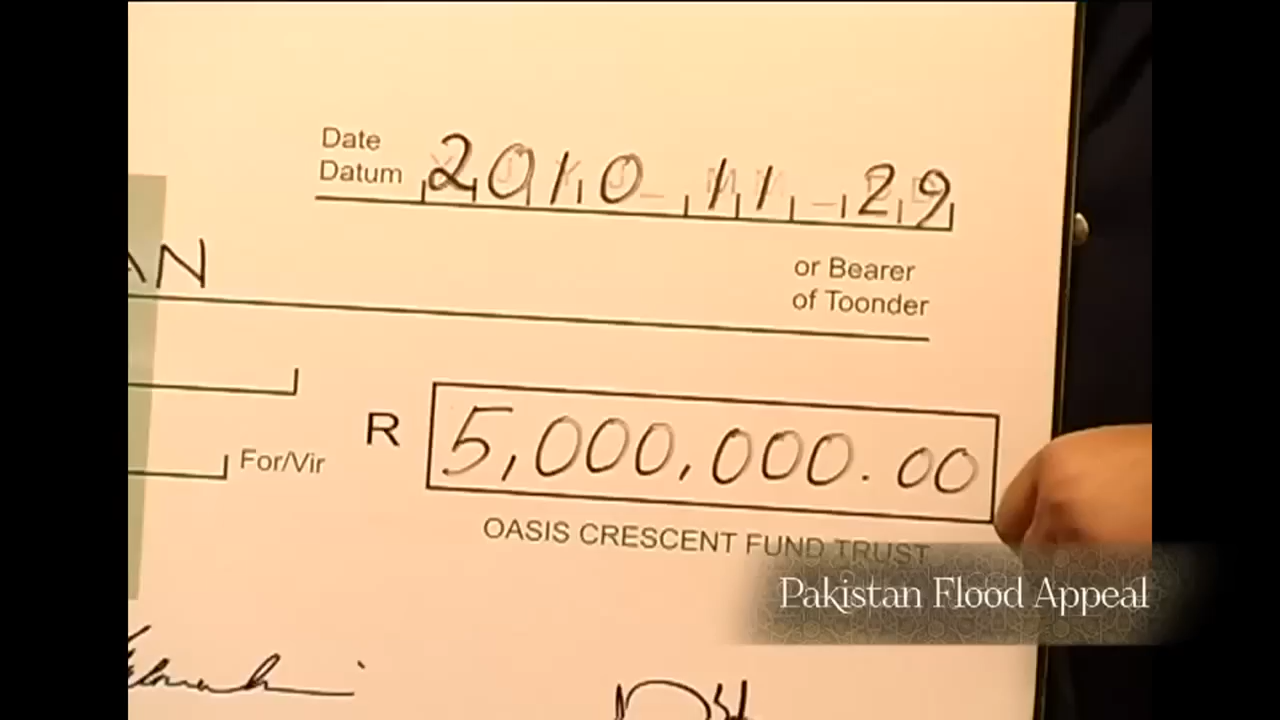 Date
Datum 2010 11 29
AN
or Bearer
of Toonder
For/Vir
R 5,000,000.00
OASIS CRESCENT FUND TRUST
Pakistan Flood Appeal